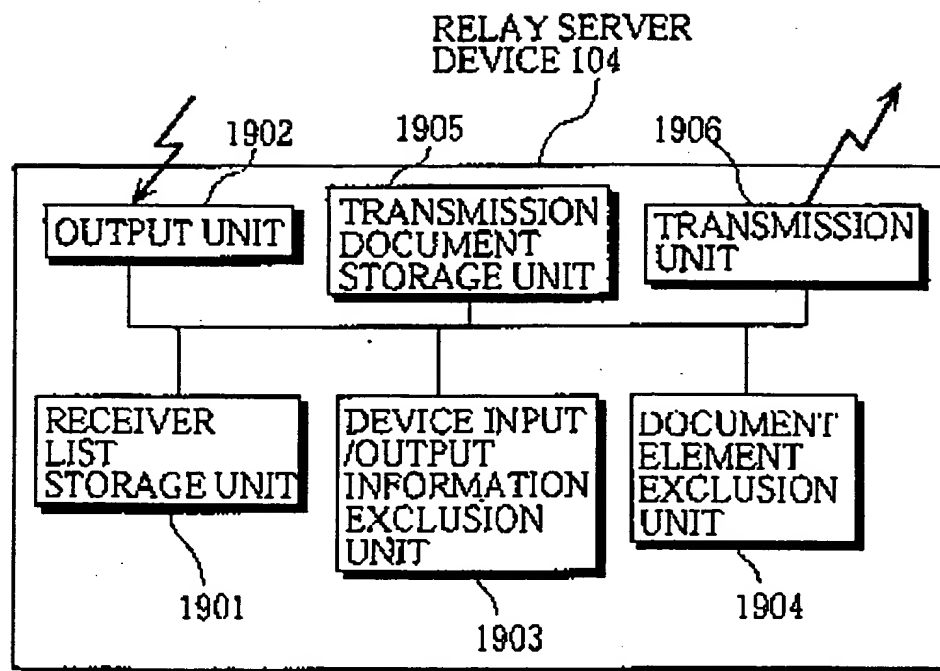 RELAY SERVER
DEVICE 104
1902
1905
1906
OUTPUT UNIT
TRANSMISSION
DOCUMENT
STORAGE UNIT
TRANSMISSION
UNIT
RECEIVER
LIST
STORAGE UNIT
DEVICE INPUT
/OUTPUT
INFORMATION
EXCLUSION
UNIT
DOCUMENT
ELEMENT
EXCLUSION
UNIT
1901
1903
1904